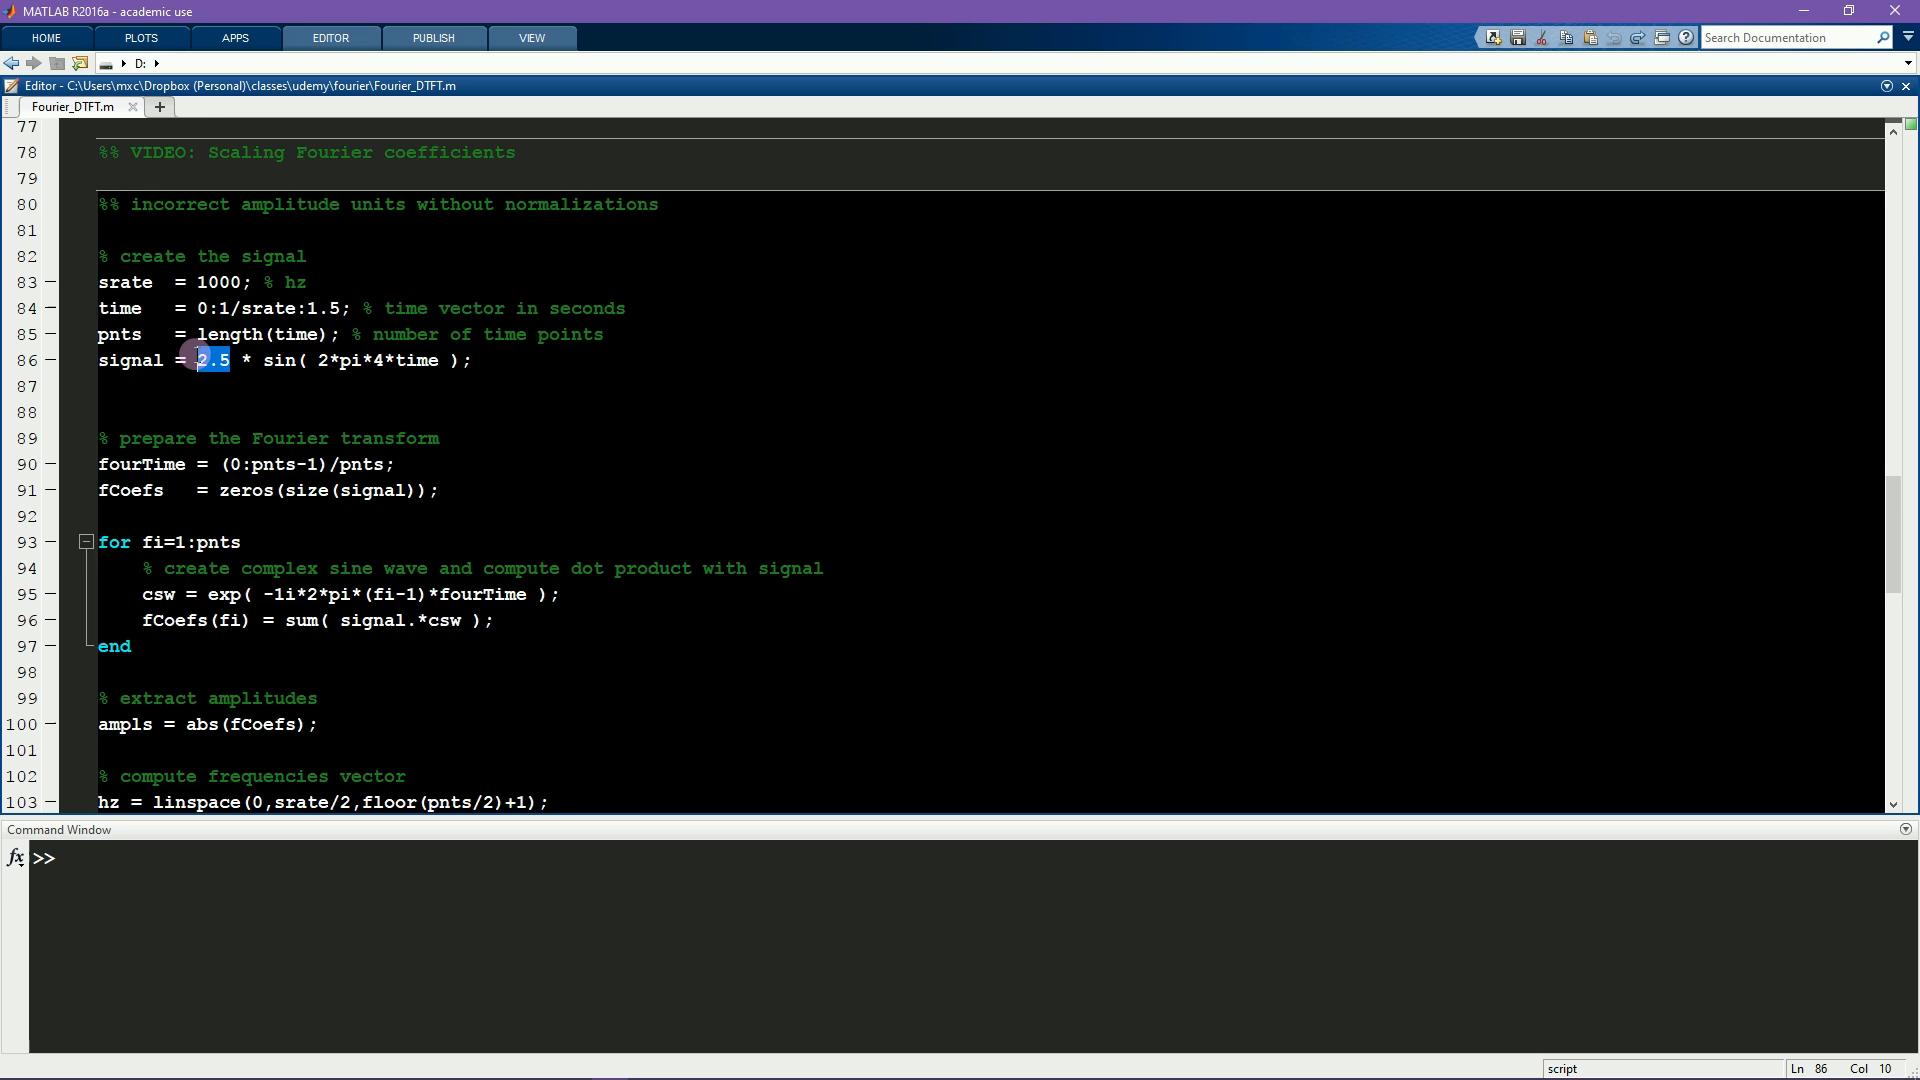 MATLAB R2016a - academic use
HOME PLOTS APPS EDITOR PUBLISH VIEW
Search Documentation
D:
Editor - C:\Users\mxc\Dropbox (Personal)\classes\udemy\fourier\Fourier_DTFT.m
Fourier_DTFT.m
77
78 %% VIDEO: Scaling Fourier coefficients
79
80 %% incorrect amplitude units without normalizations
81
82 % create the signal
83 srate  = 1000; % hz
84 time   = 0:1/srate:1.5; % time vector in seconds
85 pnts   = length(time); % number of time points
86 signal = 2.5 * sin( 2*pi*4*time );
87
88
89 % prepare the Fourier transform
90 fourTime = (0:pnts-1)/pnts;
91 fCoefs   = zeros(size(signal));
92
93 for fi=1:pnts
94     % create complex sine wave and compute dot product with signal
95     csw = exp( -1i*2*pi*(fi-1)*fourTime );
96     fCoefs(fi) = sum( signal.*csw );
97 end
98
99 % extract amplitudes
100 ampls = abs(fCoefs);
101
102 % compute frequencies vector
103 hz = linspace(0,srate/2,floor(pnts/2)+1);
Command Window
fx >>
script Ln 86 Col 10